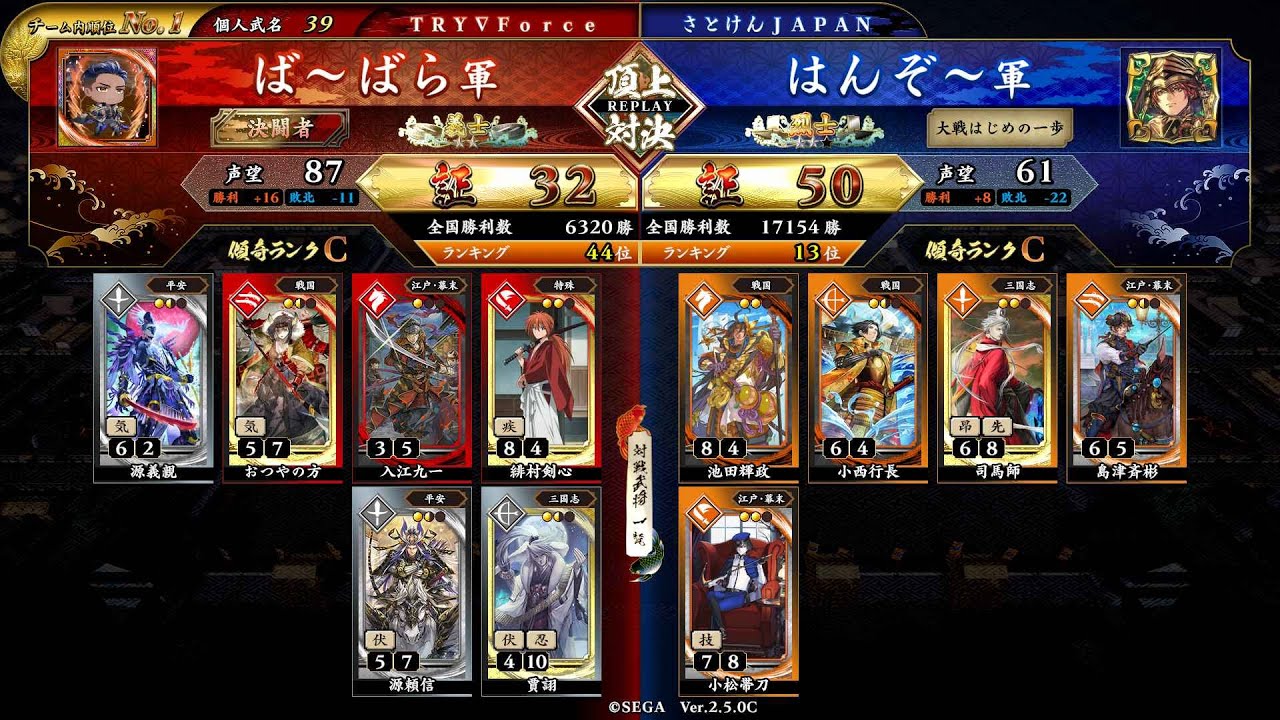 チーム内順位 No.1 個人武名 39 TRY∇Force さとけんJAPAN
ば～ばら軍 頂上 はんぞ～軍
REPLAY
決闘者 対決 烈士 大戦はじめの一歩
声望 87 証 32 証 50 声望 61
勝利 +16 敗北 -11 勝利 +8 敗北 -22
全国勝利数 6320勝 全国勝利数 17154勝
傾奇ランクC ランキング 44位 ランキング 13位 傾奇ランクC
平安 戦国 江戸・幕末 特殊 戦国 戦国 三国志 江戸・幕末
気 気 疾 昂 先
6 2 5 7 3 5 8 4 8 4 6 4 6 8 6 5
源義親 おつやの方 入江九一 緋村剣心 池田輝政 小西行長 司馬師 島津斉彬
対戦武将一覧
平安 三国志 江戸・幕末
伏 伏 忍 技
5 7 4 10 7 8
源頼信 賈詡 小松帯刀
©SEGA Ver.2.5.0C